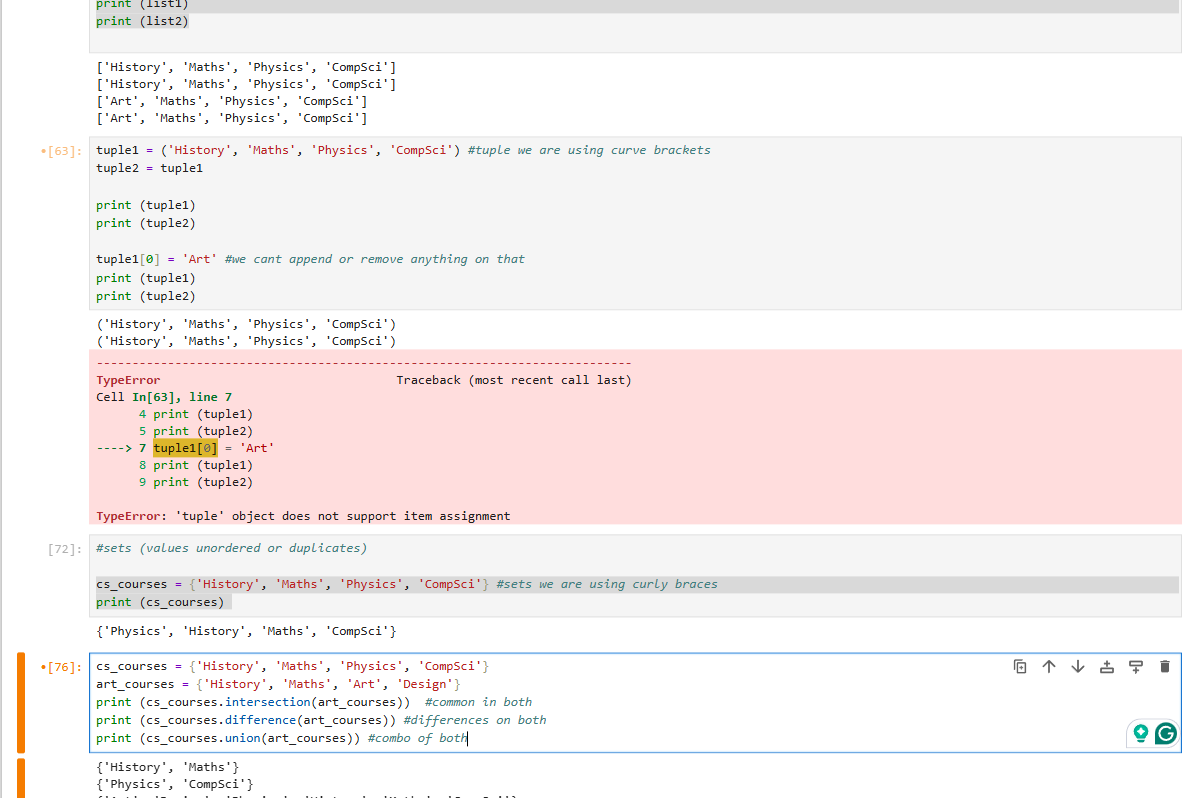 print (list1)
print (list2)
['History', 'Maths', 'Physics', 'CompSci']
['History', 'Maths', 'Physics', 'CompSci']
['Art', 'Maths', 'Physics', 'CompSci']
['Art', 'Maths', 'Physics', 'CompSci']
•[63]: tuple1 = ('History', 'Maths', 'Physics', 'CompSci') #tuple we are using curve brackets
tuple2 = tuple1
print (tuple1)
print (tuple2)
tuple1[0] = 'Art' #we cant append or remove anything on that
print (tuple1)
print (tuple2)
('History', 'Maths', 'Physics', 'CompSci')
('History', 'Maths', 'Physics', 'CompSci')
---------------------------------------------------------------------------
TypeError Traceback (most recent call last)
Cell In[63], line 7
4 print (tuple1)
5 print (tuple2)
----> 7 tuple1[0] = 'Art'
8 print (tuple1)
9 print (tuple2)
TypeError: 'tuple' object does not support item assignment
[72]: #sets (values unordered or duplicates)
cs_courses = {'History', 'Maths', 'Physics', 'CompSci'} #sets we are using curly braces
print (cs_courses)
{'Physics', 'History', 'Maths', 'CompSci'}
•[76]: cs_courses = {'History', 'Maths', 'Physics', 'CompSci'}
art_courses = {'History', 'Maths', 'Art', 'Design'}
print (cs_courses.intersection(art_courses)) #common in both
print (cs_courses.difference(art_courses)) #differences on both
print (cs_courses.union(art_courses)) #combo of both
{'History', 'Maths'}
{'Physics', 'CompSci'}